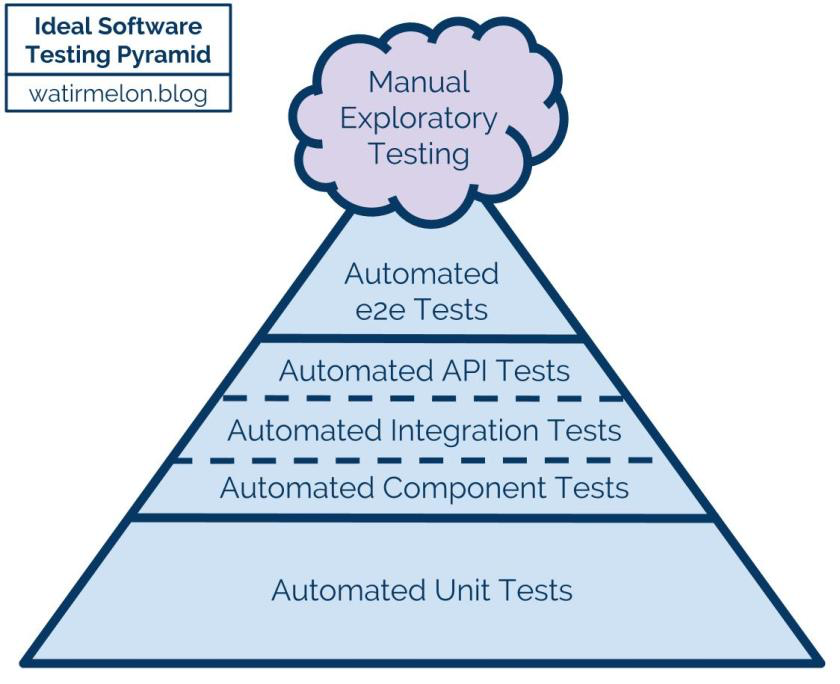 Ideal Software
Testing Pyramid
watirmelon.blog
Manual
Exploratory
Testing
Automated
e2e Tests
Automated API Tests
Automated Integration Tests
Automated Component Tests
Automated Unit Tests